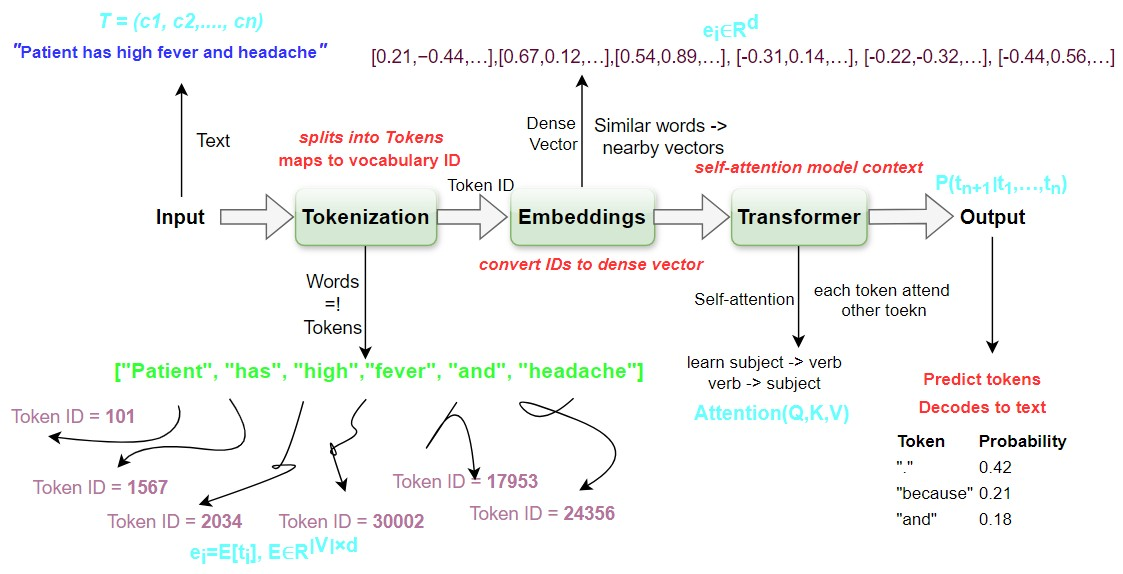 T = (c1, c2,...., cn)
"Patient has high fever and headache"
eᵢ∈Rᵈ
[0.21,−0.44,…],[0.67,0.12,…],[0.54,0.89,…], [-0.31,0.14,…], [-0.22,-0.32,…], [-0.44,0.56,…]
Text
splits into Tokens
maps to vocabulary ID
Dense
Vector
Similar words ->
nearby vectors
self-attention model context
Token ID
P(tₙ₊₁|t₁,…,tₙ)
Input
Tokenization
Embeddings
Transformer
Output
convert IDs to dense vector
Words
=!
Tokens
Self-attention
each token attend
other toekn
["Patient", "has", "high","fever", "and", "headache"]
learn subject -> verb
verb -> subject
Attention(Q,K,V)
Predict tokens
Decodes to text
Token ID = 101
Token ID = 1567
Token ID = 2034
Token ID = 30002
Token ID = 17953
Token ID = 24356
eᵢ=E[tᵢ], E∈R|V|×d
Token Probability
"." 0.42
"because" 0.21
"and" 0.18